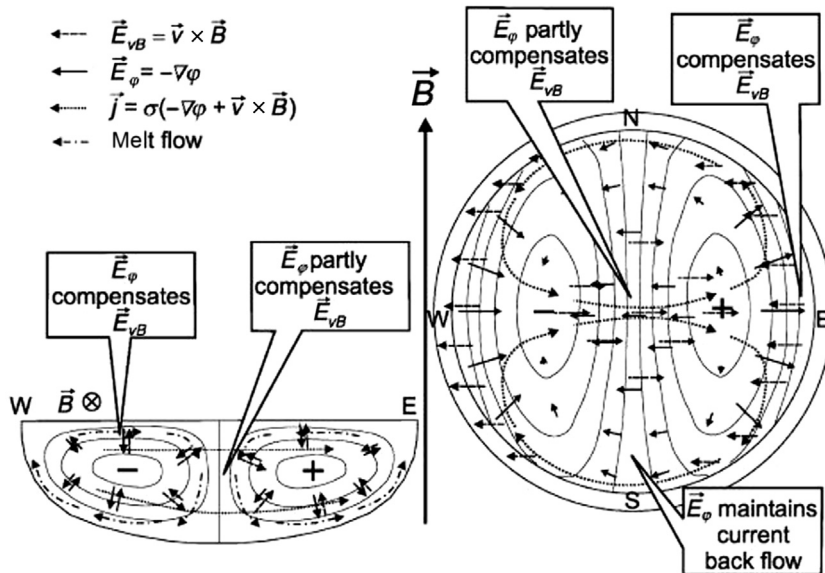 E⃗vB = v⃗ × B⃗
E⃗φ = −∇φ
j⃗ = σ(−∇φ + v⃗ × B⃗)
Melt flow
E⃗φ partly
compensates
E⃗vB
E⃗φ
compensates
E⃗vB
B⃗
N
W
−
+
E
S
E⃗φ maintains
current
back flow
E⃗φ
compensates
E⃗vB
E⃗φ partly
compensates
E⃗vB
W
B⃗ ⊗
E
−
+